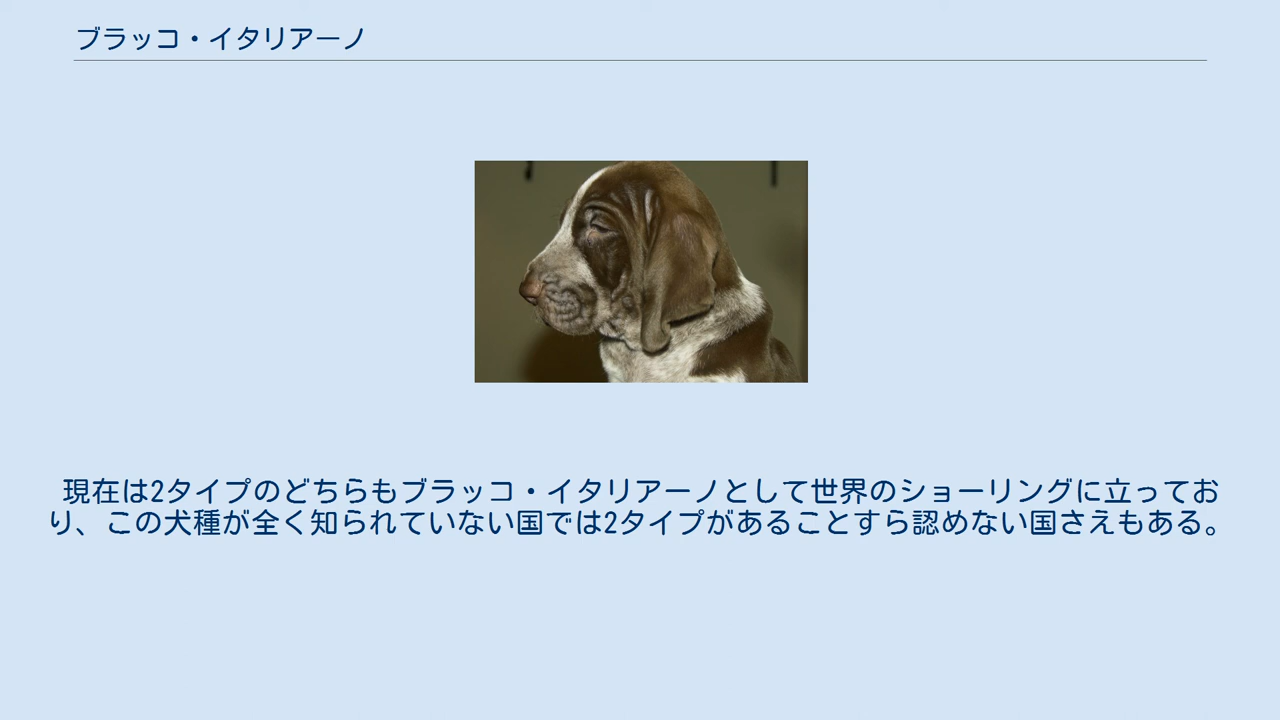 ブラッコ・イタリアーノ
現在は2タイプのどちらもブラッコ・イタリアーノとして世界のショーリングに立ってお
り、この犬種が全く知られていない国では2タイプがあることすら認めない国さえもある。